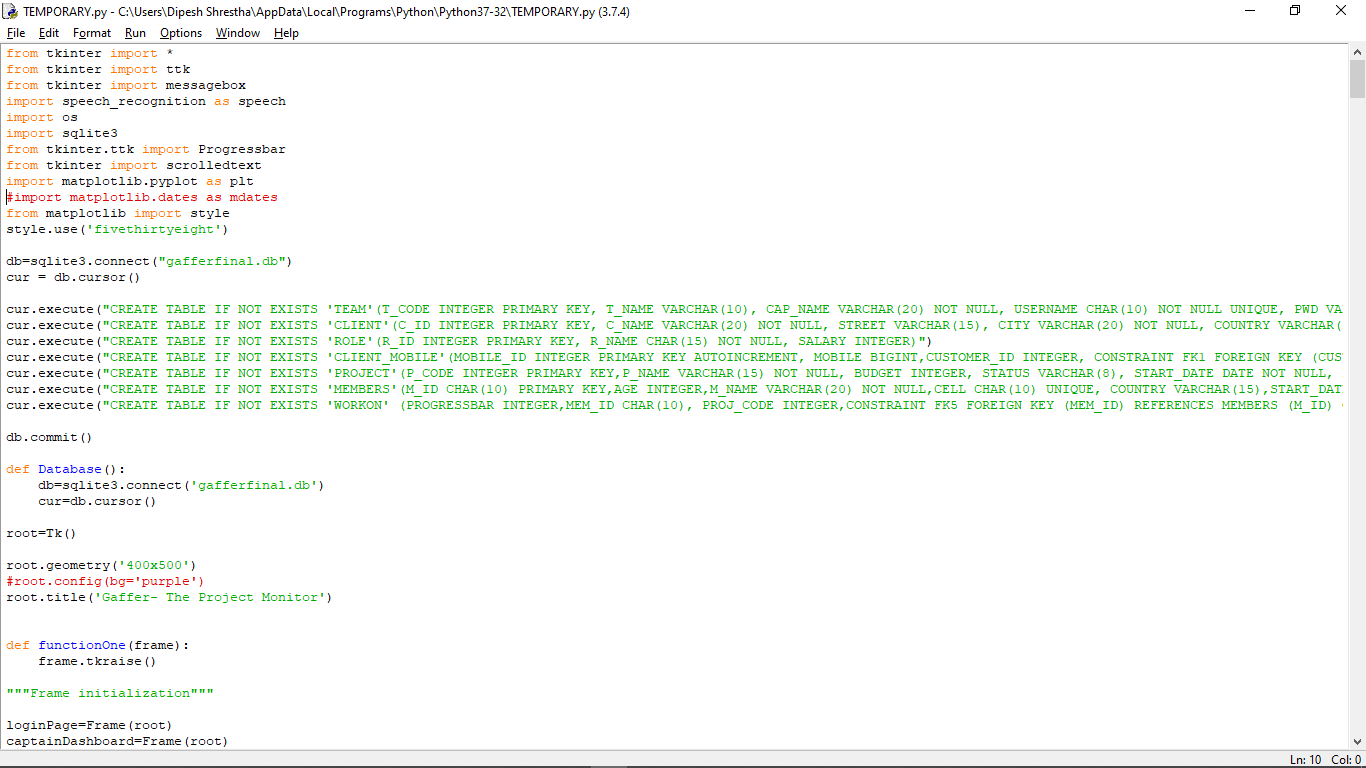 TEMPORARY.py - C:\Users\Dipesh Shrestha\AppData\Local\Programs\Python\Python37-32\TEMPORARY.py (3.7.4)
File Edit Format Run Options Window Help
from tkinter import *
from tkinter import ttk
from tkinter import messagebox
import speech_recognition as speech
import os
import sqlite3
from tkinter.ttk import Progressbar
from tkinter import scrolledtext
import matplotlib.pyplot as plt
#import matplotlib.dates as mdates
from matplotlib import style
style.use('fivethirtyeight')
db=sqlite3.connect("gafferfinal.db")
cur = db.cursor()
cur.execute("CREATE TABLE IF NOT EXISTS 'TEAM'(T_CODE INTEGER PRIMARY KEY, T_NAME VARCHAR(10), CAP_NAME VARCHAR(20) NOT NULL, USERNAME CHAR(10) NOT NULL UNIQUE, PWD VA
cur.execute("CREATE TABLE IF NOT EXISTS 'CLIENT'(C_ID INTEGER PRIMARY KEY, C_NAME VARCHAR(20) NOT NULL, STREET VARCHAR(15), CITY VARCHAR(20) NOT NULL, COUNTRY VARCHAR(
cur.execute("CREATE TABLE IF NOT EXISTS 'ROLE'(R_ID INTEGER PRIMARY KEY, R_NAME CHAR(15) NOT NULL, SALARY INTEGER)")
cur.execute("CREATE TABLE IF NOT EXISTS 'CLIENT_MOBILE'(MOBILE_ID INTEGER PRIMARY KEY AUTOINCREMENT, MOBILE BIGINT,CUSTOMER_ID INTEGER, CONSTRAINT FK1 FOREIGN KEY (CUS
cur.execute("CREATE TABLE IF NOT EXISTS 'PROJECT'(P_CODE INTEGER PRIMARY KEY,P_NAME VARCHAR(15) NOT NULL, BUDGET INTEGER, STATUS VARCHAR(8), START_DATE DATE NOT NULL,
cur.execute("CREATE TABLE IF NOT EXISTS 'MEMBERS'(M_ID CHAR(10) PRIMARY KEY,AGE INTEGER,M_NAME VARCHAR(20) NOT NULL,CELL CHAR(10) UNIQUE, COUNTRY VARCHAR(15),START_DAT
cur.execute("CREATE TABLE IF NOT EXISTS 'WORKON' (PROGRESSBAR INTEGER,MEM_ID CHAR(10), PROJ_CODE INTEGER,CONSTRAINT FK5 FOREIGN KEY (MEM_ID) REFERENCES MEMBERS (M_ID)
db.commit()
def Database():
    db=sqlite3.connect('gafferfinal.db')
    cur=db.cursor()
root=Tk()
root.geometry('400x500')
#root.config(bg='purple')
root.title('Gaffer- The Project Monitor')
def functionOne(frame):
    frame.tkraise()
"""Frame initialization"""
loginPage=Frame(root)
captainDashboard=Frame(root)
Ln: 10 Col: 0